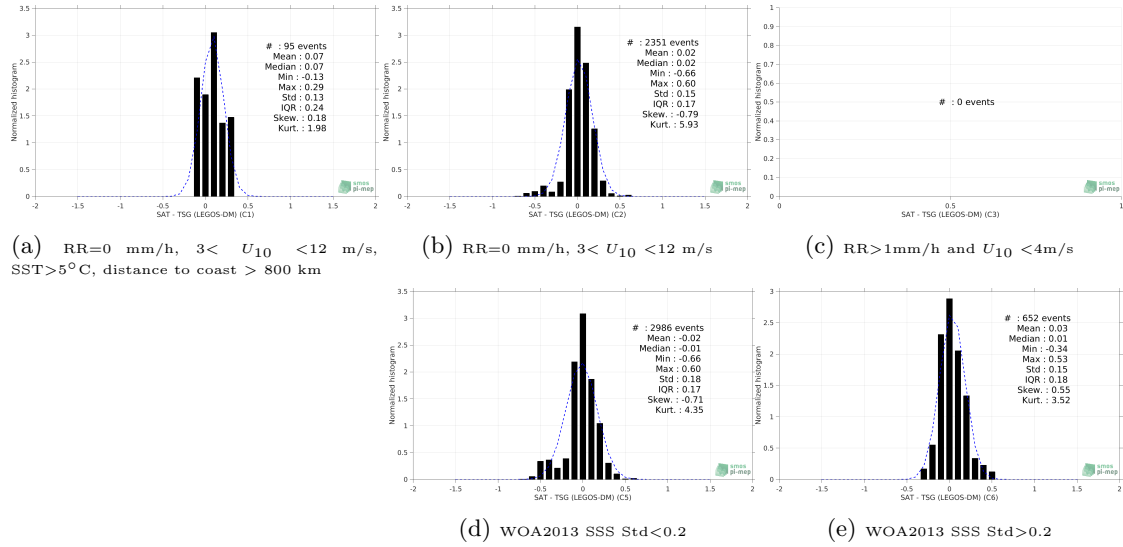 Normalized histogram
3.5
3
2.5
2
1.5
1
0.5
0
# : 95 events
Mean : 0.07
Median : 0.07
Min : -0.13
Max : 0.29
Std : 0.13
IQR : 0.24
Skew. : 0.18
Kurt. : 1.98
smos
pi-mep
-2 -1.5 -1 -0.5 0 0.5 1 1.5 2
SAT - TSG (LEGOS-DM) (C1)
(a) RR=0 mm/h, 3< U10 <12 m/s,
SST>5°C, distance to coast > 800 km
Normalized histogram
3.5
3
2.5
2
1.5
1
0.5
0
# : 2351 events
Mean : 0.02
Median : 0.02
Min : -0.66
Max : 0.60
Std : 0.15
IQR : 0.17
Skew. : -0.79
Kurt. : 5.93
smos
pi-mep
-2 -1.5 -1 -0.5 0 0.5 1 1.5 2
SAT - TSG (LEGOS-DM) (C2)
(b) RR=0 mm/h, 3< U10 <12 m/s
Normalized histogram
1
0.9
0.8
0.7
0.6
0.5
0.4
0.3
0.2
0.1
0
# : 0 events
smos
pi-mep
0 0.5 1
SAT - TSG (LEGOS-DM) (C3)
(c) RR>1mm/h and U10 <4m/s
Normalized histogram
3.5
3
2.5
2
1.5
1
0.5
0
# : 2986 events
Mean : -0.02
Median : -0.01
Min : -0.66
Max : 0.60
Std : 0.18
IQR : 0.17
Skew. : -0.71
Kurt. : 4.35
smos
pi-mep
-2 -1.5 -1 -0.5 0 0.5 1 1.5 2
SAT - TSG (LEGOS-DM) (C5)
(d) WOA2013 SSS Std<0.2
Normalized histogram
3
2.5
2
1.5
1
0.5
0
# : 652 events
Mean : 0.03
Median : 0.01
Min : -0.34
Max : 0.53
Std : 0.15
IQR : 0.18
Skew. : 0.55
Kurt. : 3.52
smos
pi-mep
-2 -1.5 -1 -0.5 0 0.5 1 1.5 2
SAT - TSG (LEGOS-DM) (C6)
(e) WOA2013 SSS Std>0.2